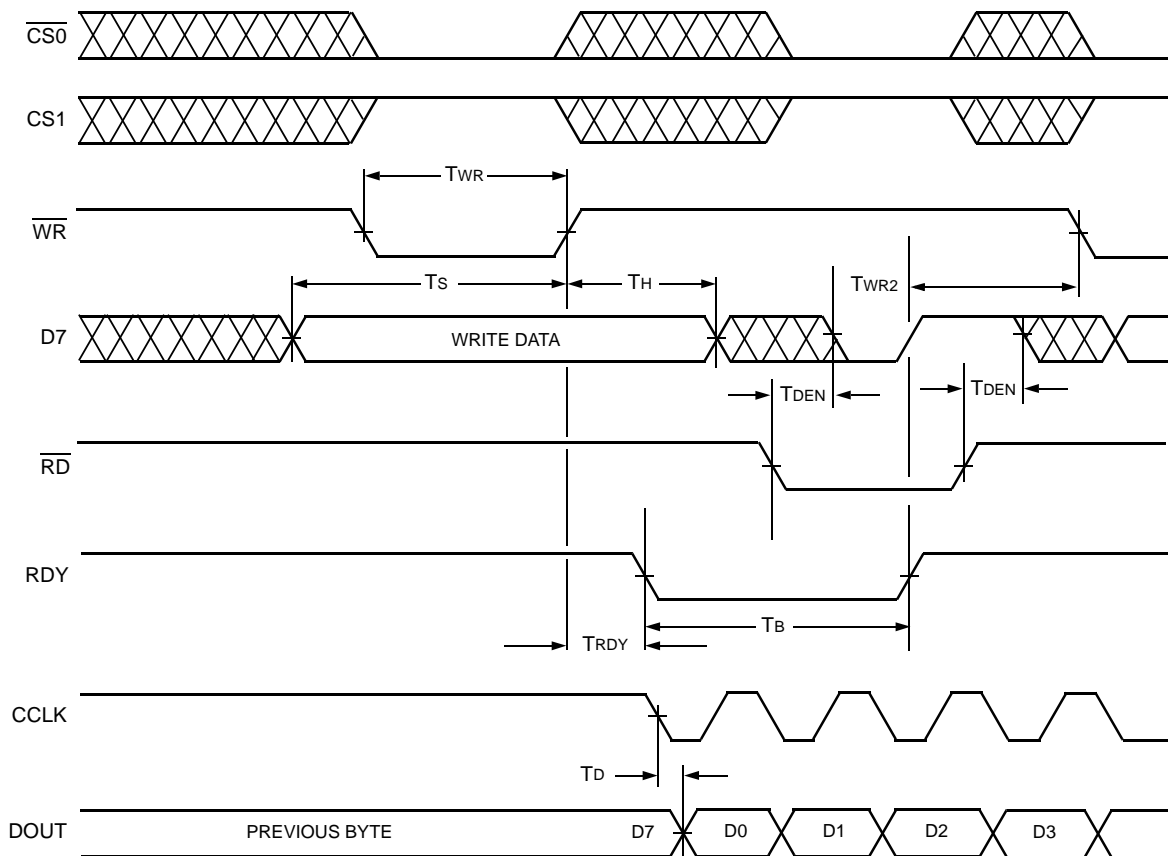 CS0
CS1
TWR
WR
TS
TH
TWR2
D7
WRITE DATA
TDEN
TDEN
RD
RDY
TB
TRDY
CCLK
TD
DOUT
PREVIOUS BYTE
D7
D0
D1
D2
D3